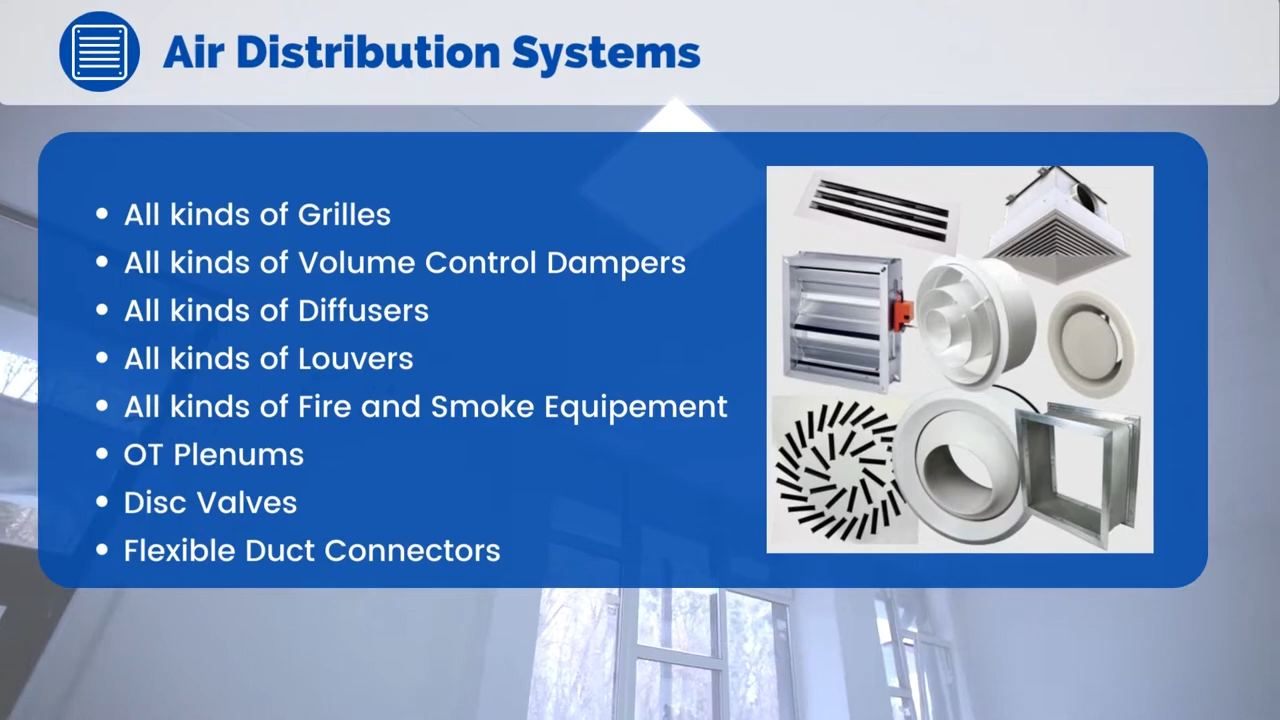 Air Distribution Systems
All kinds of Grilles
All kinds of Volume Control Dampers
All kinds of Diffusers
All kinds of Louvers
All kinds of Fire and Smoke Equipement
OT Plenums
Disc Valves
Flexible Duct Connectors